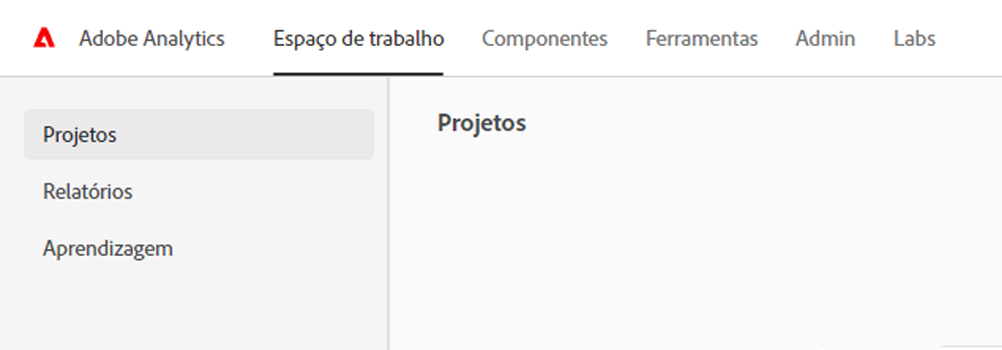 Adobe Analytics Espaço de trabalho Componentes Ferramentas Admin Labs
Projetos
Relatórios
Aprendizagem
Projetos